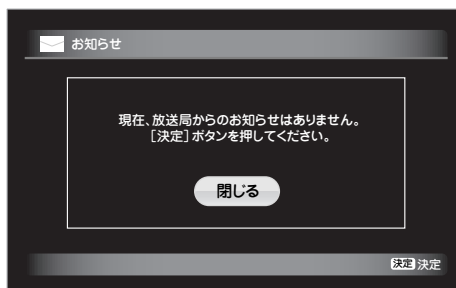 お知らせ
現在、放送局からのお知らせはありません。
［決定］ボタンを押してください。
閉じる
決定 決定